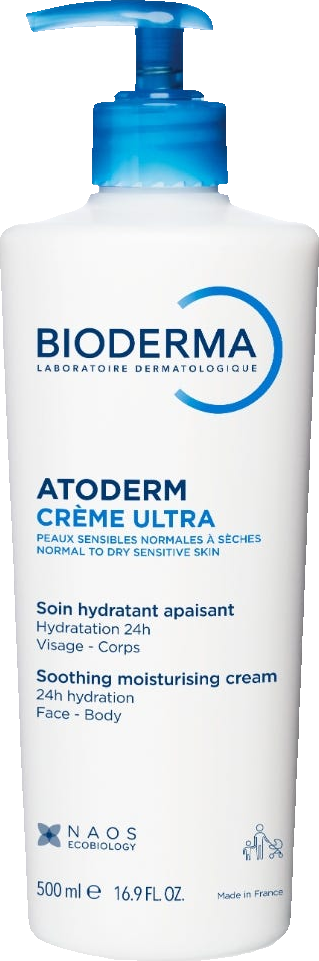 BIODERMA
LABORATOIRE DERMATOLOGIQUE
ATODERM
CRÈME ULTRA
PEAUX SENSIBLES NORMALES À SÈCHES
NORMAL TO DRY SENSITIVE SKIN
Soin hydratant apaisant
Hydratation 24h
Visage - Corps
Soothing moisturising cream
24h hydration
Face - Body
NAOS
ECOBIOLOGY
500 ml ℮ 16.9 FL. OZ.
Made in France